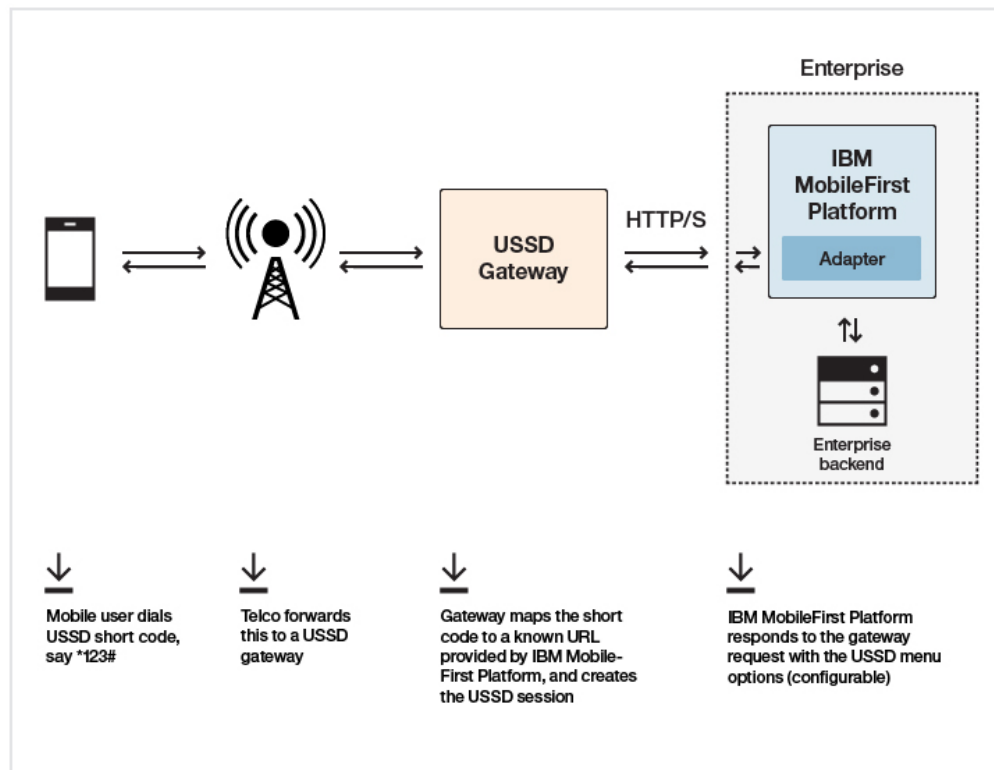 Enterprise
IBM
MobileFirst
Platform
Adapter
HTTP/S
USSD
Gateway
Enterprise
backend
Mobile user dials
USSD short code,
say *123#
Telco forwards
this to a USSD
gateway
Gateway maps the short
code to a known URL
provided by IBM Mobile-
First Platform, and creates
the USSD session
IBM MobileFirst Platform
responds to the gateway
request with the USSD menu
options (configurable)